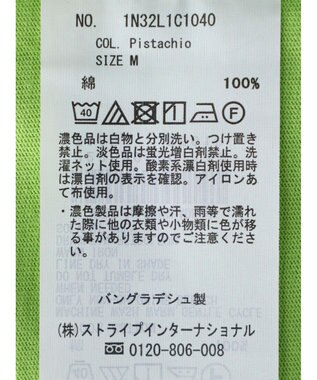 NO. 1N32L1C1040
COL. Pistachio
SIZE M
綿 100%
40
濃色品は白物と分別洗い。つけ置き
禁止。淡色品は蛍光増白剤禁止。洗
濯ネット使用。酸素系漂白剤使用時
は漂白剤の表示を確認。アイロンあ
て布使用。
・濃色製品は摩擦や汗、雨等で濡れ
た際に他の衣類や小物類に色が移
る事がありますのでご注意くださ
い。
LINE DRY IN SHADE
バングラデシュ製
(株)ストライプインターナショナル
0120-806-008